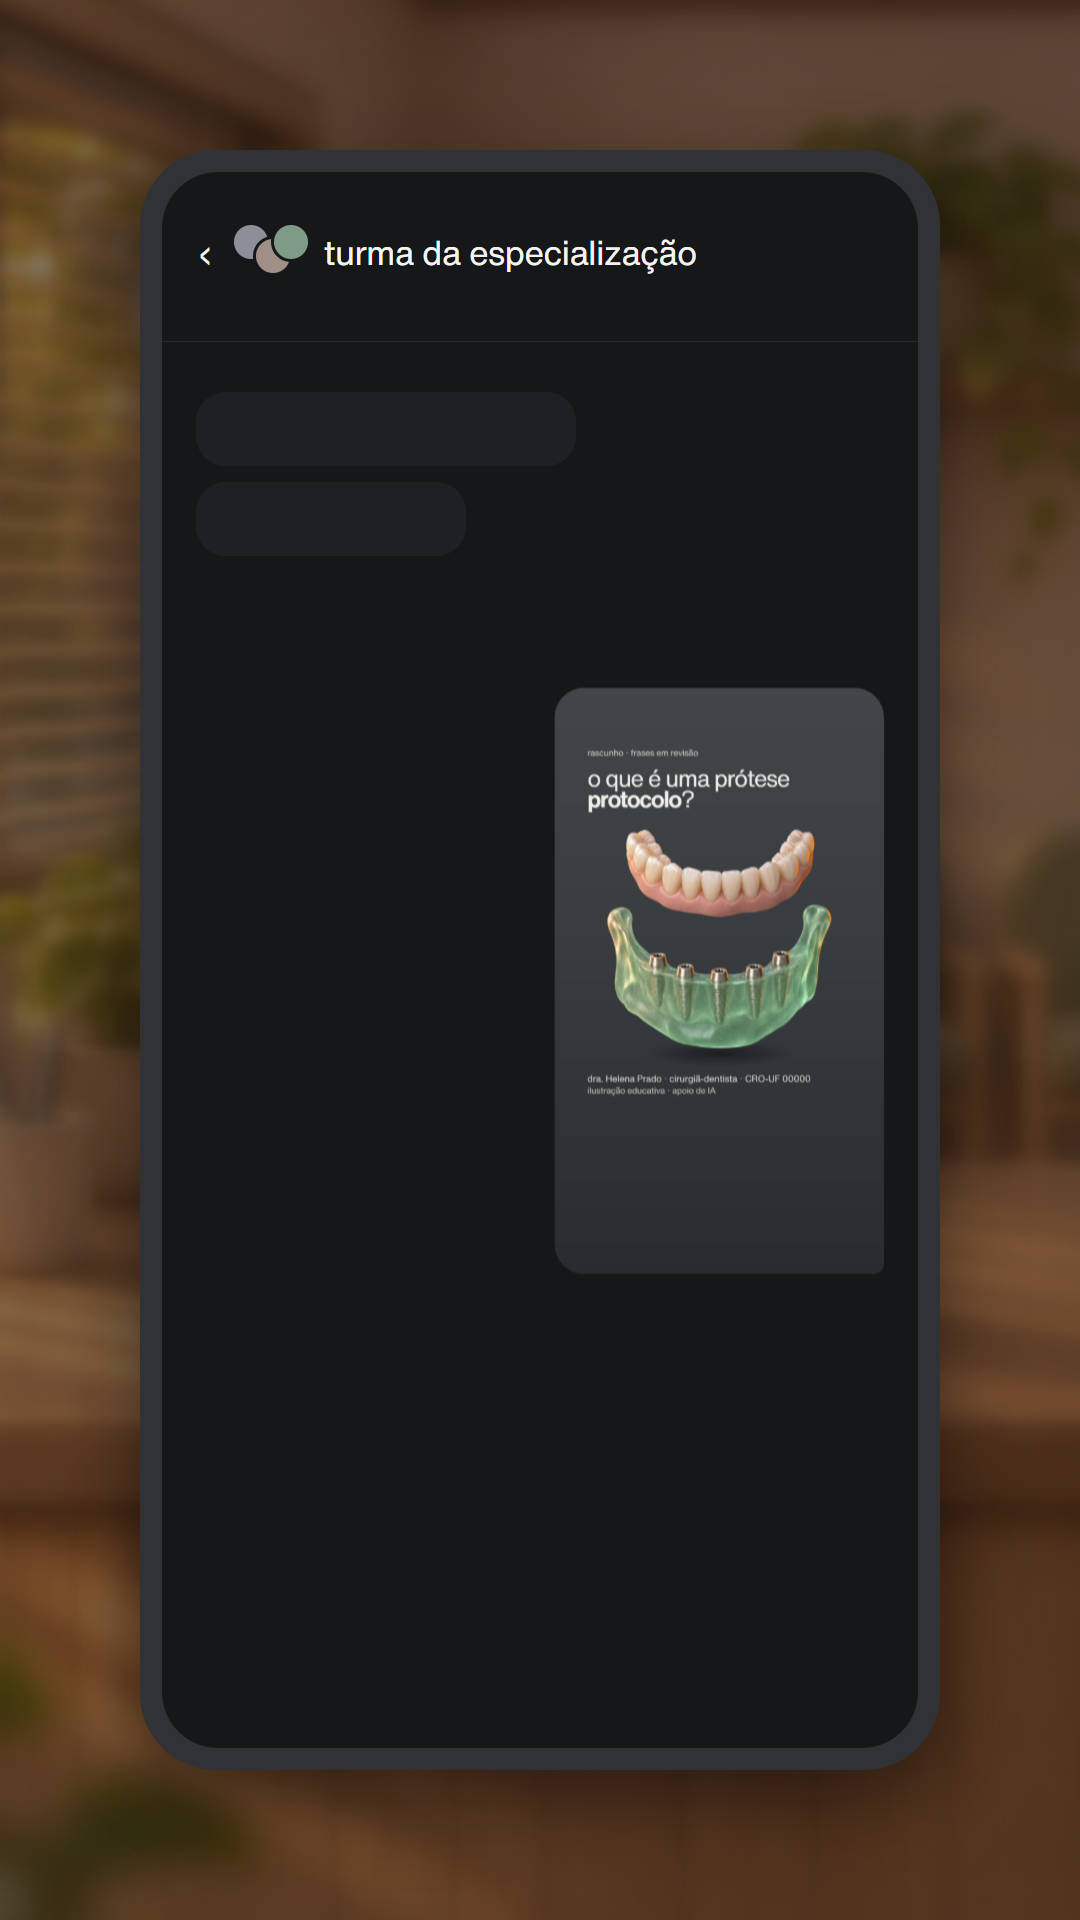 ‹ turma da especialização
rascunho · frases em revisão
o que é uma prótese
protocolo?
dra. Helena Prado · cirurgiã-dentista · CRO-UF 00000
ilustração educativa · apoio de IA